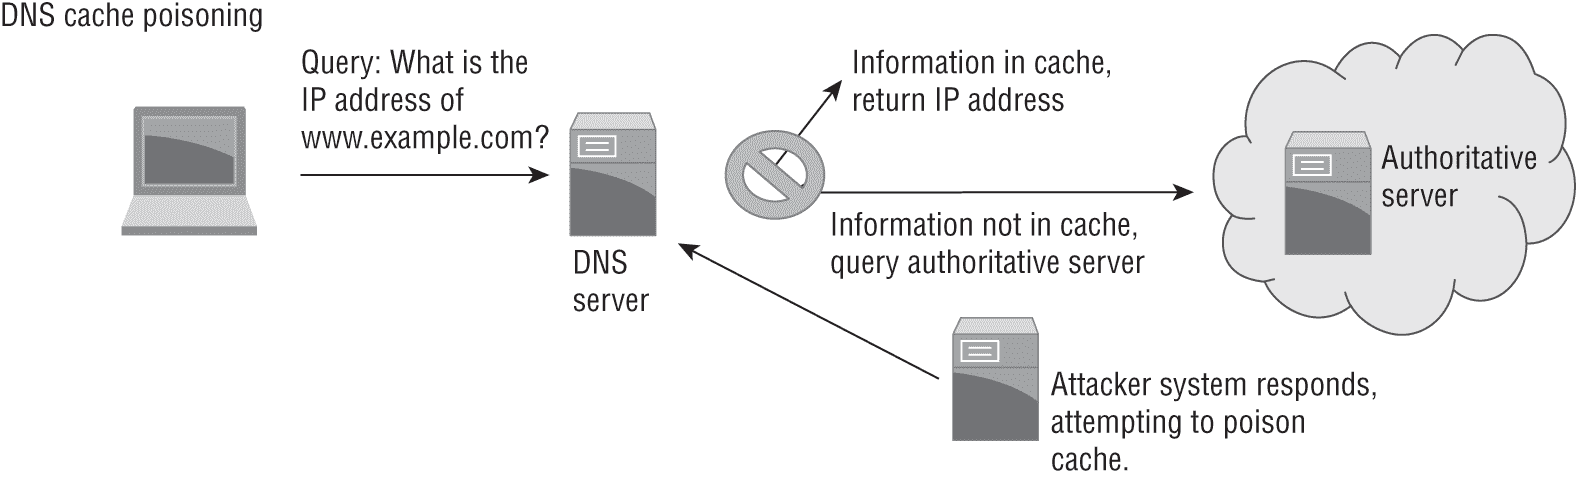 DNS cache poisoning
Query: What is the
IP address of
www.example.com?
DNS
server
Information in cache,
return IP address
Information not in cache,
query authoritative server
Authoritative
server
Attacker system responds,
attempting to poison
cache.